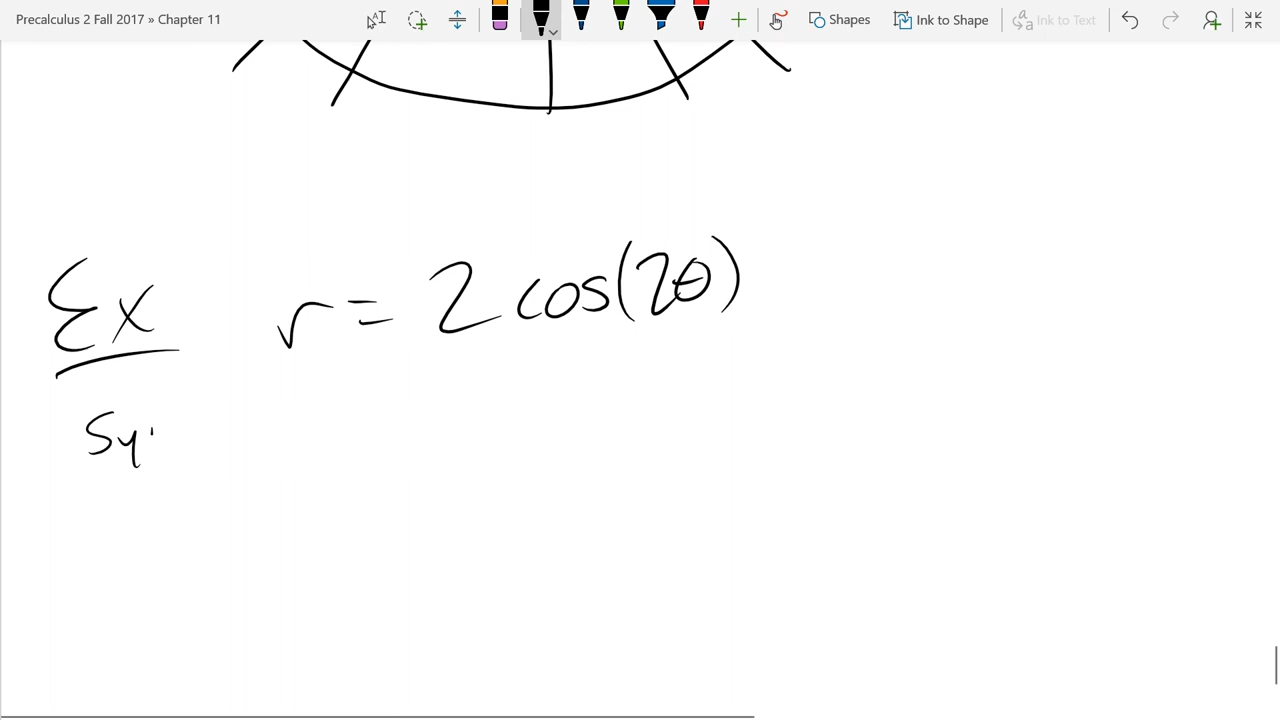 Precalculus 2 Fall 2017 » Chapter 11
Shapes
Ink to Shape
Ink to Text
Ex r = 2 cos(2θ)
Sy